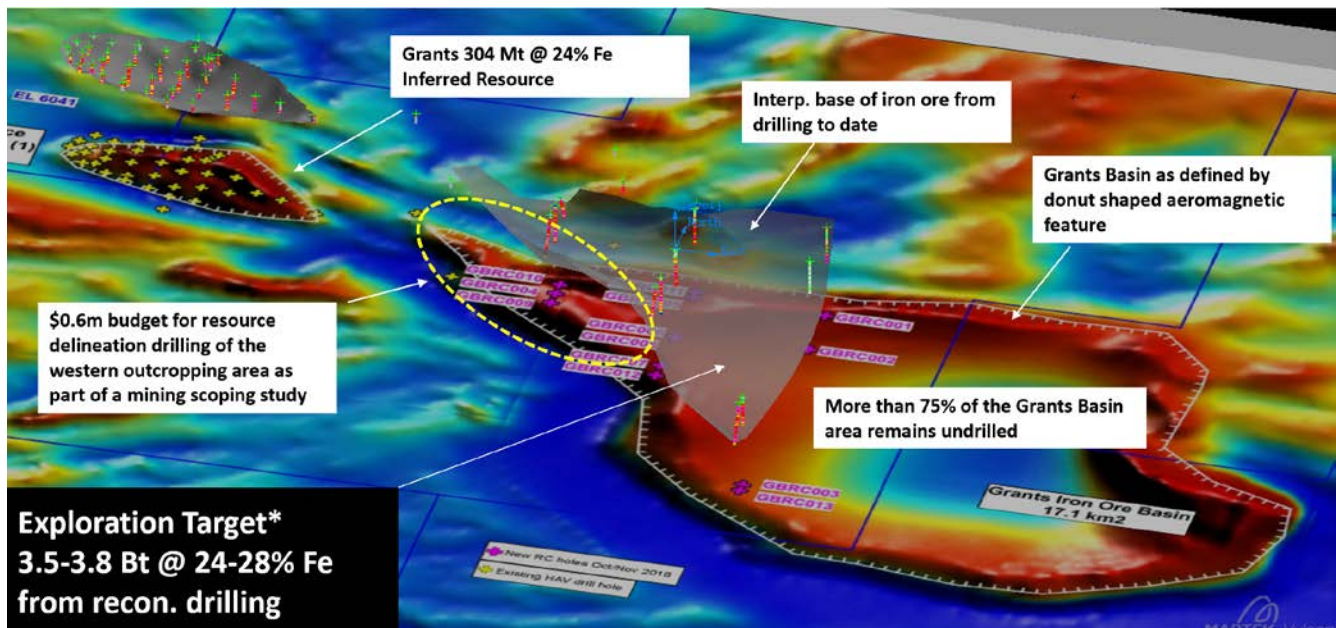 Grants 304 Mt @ 24% Fe
Inferred Resource
EL 6041
(1)
Interp. base of iron ore from
drilling to date
Grants Basin as defined by
donut shaped aeromagnetic
feature
$0.6m budget for resource
delineation drilling of the
western outcropping area as
part of a mining scoping study
GBRC010
GBRC004
GBRC009
GBRC012
GBRC001
GBRC002
More than 75% of the Grants Basin
area remains undrilled
GBRC003
GBRC013
Grants Iron Ore Basin
17.1 km2
New RC holes Oct/Nov 2018
Existing HAV drill hole
Exploration Target*
3.5-3.8 Bt @ 24-28% Fe
from recon. drilling